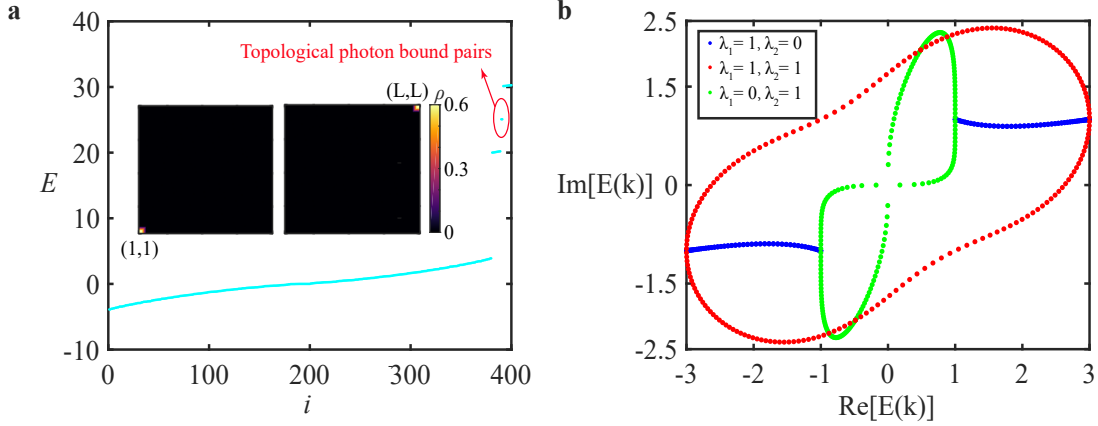 a
40
30
20
10
0
-10
E
0
100
200
300
400
i
Topological photon bound pairs
(L,L)
ρ
0.6
0.3
0
(1,1)
b
2.5
1.5
0
-1.5
-2.5
Im[E(k)]
-3
-2
-1
0
1
2
3
Re[E(k)]
λ₁= 1, λ₂= 0
λ₁= 1, λ₂= 1
λ₁= 0, λ₂= 1